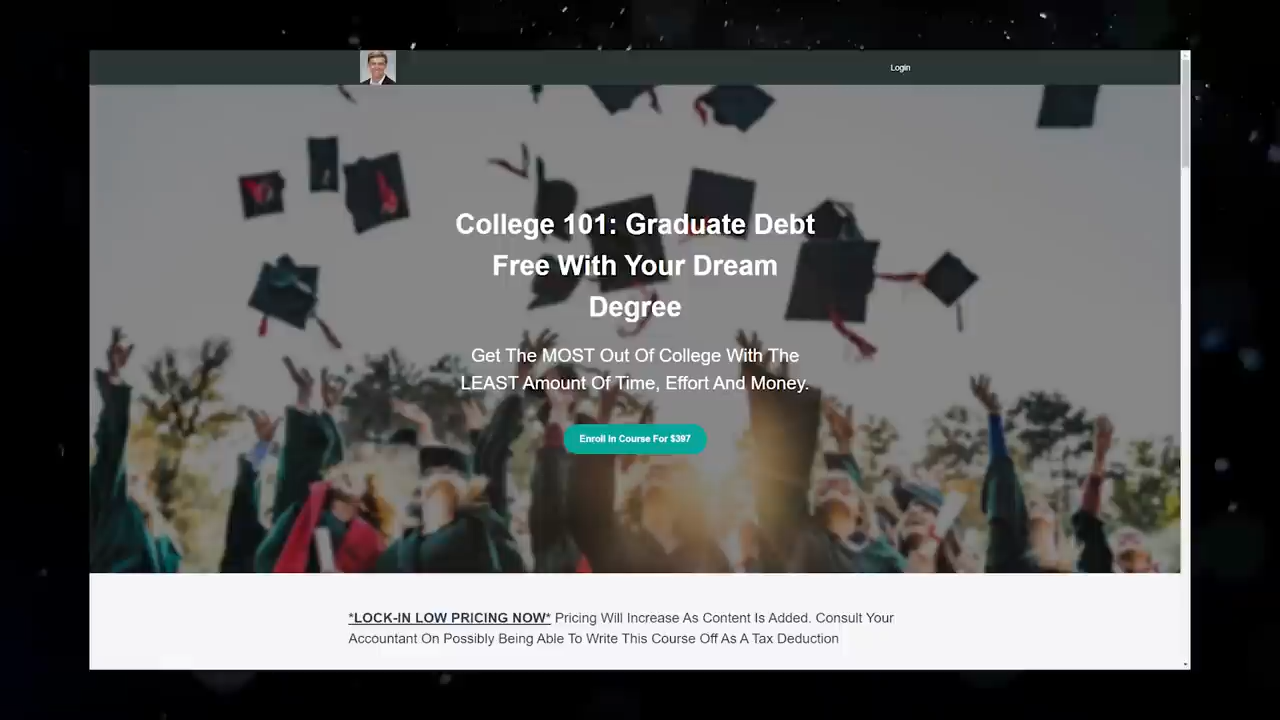 Login
College 101: Graduate Debt
Free With Your Dream
Degree
Get The MOST Out Of College With The
LEAST Amount Of Time, Effort And Money.
Enroll In Course For $397
*LOCK-IN LOW PRICING NOW* Pricing Will Increase As Content Is Added. Consult Your
Accountant On Possibly Being Able To Write This Course Off As A Tax Deduction